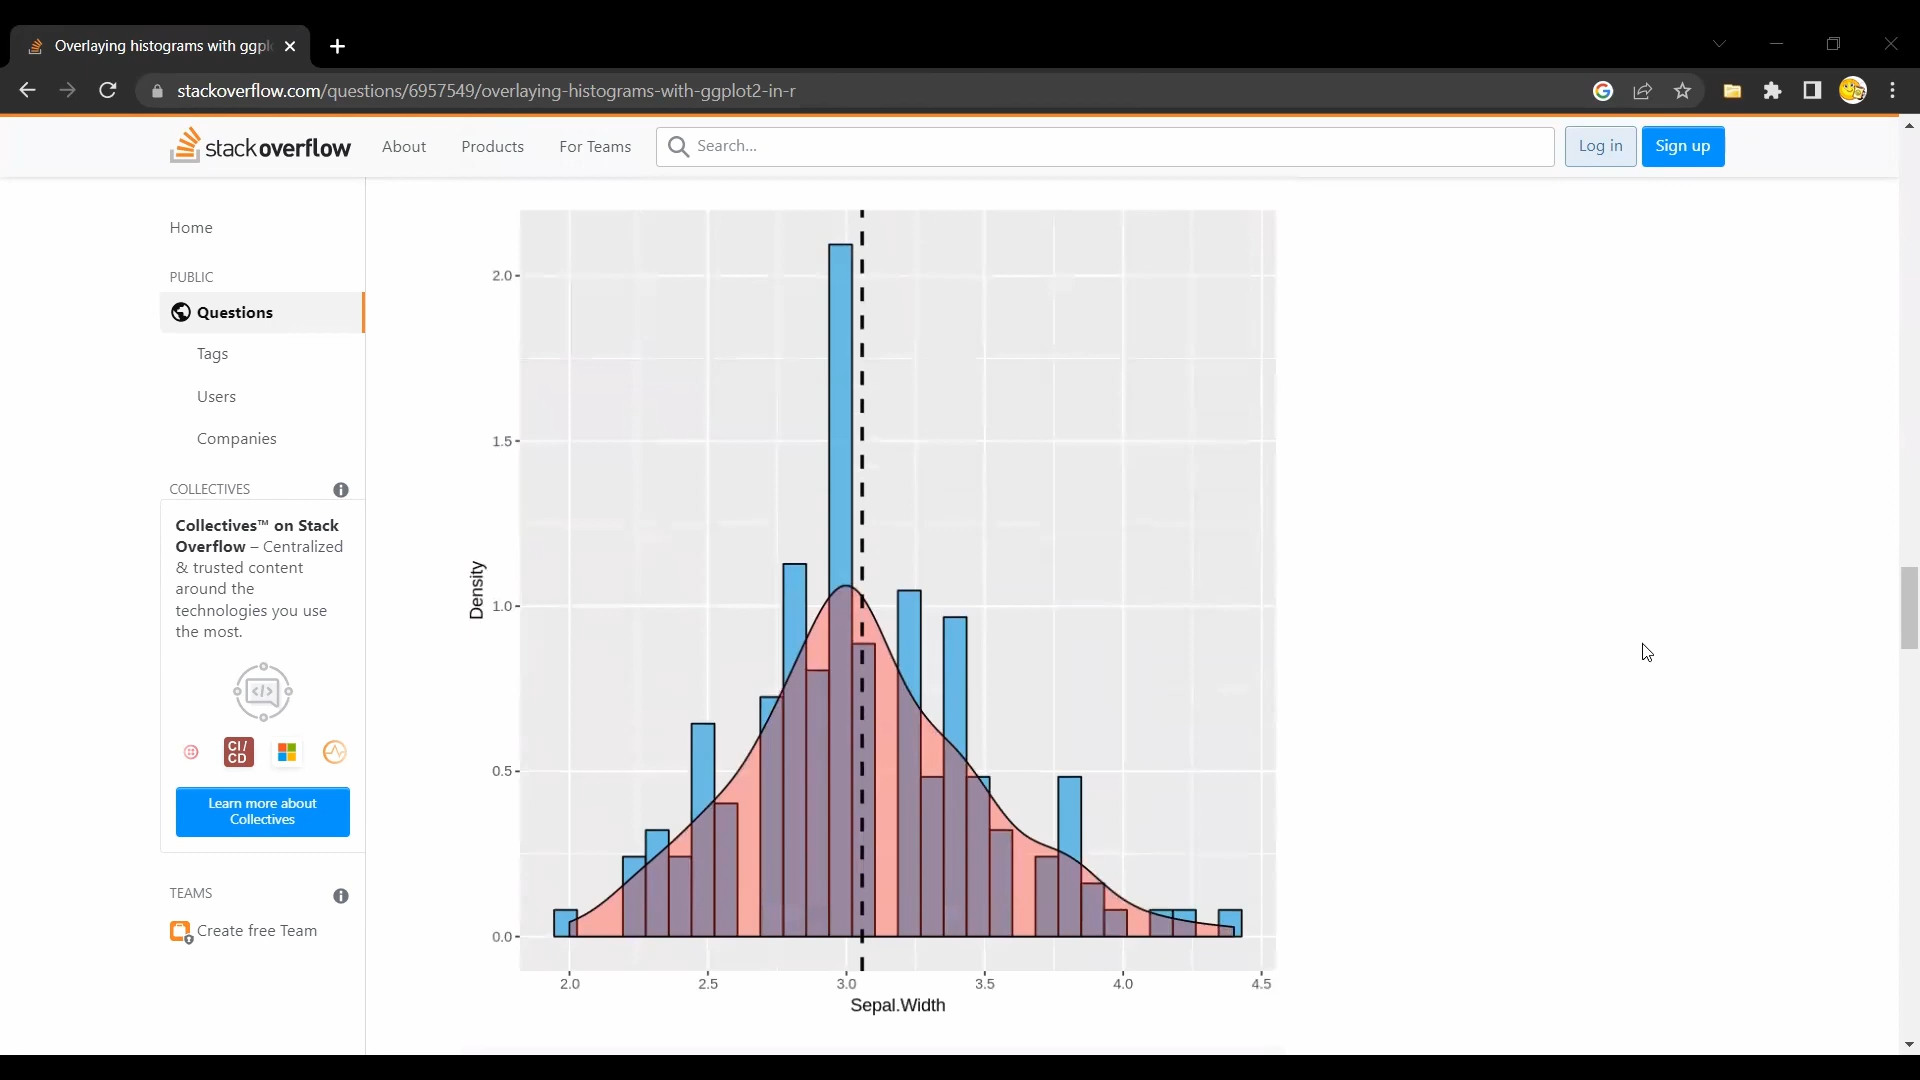 Overlaying histograms with ggpl
stackoverflow.com/questions/6957549/overlaying-histograms-with-ggplot2-in-r
stackoverflow
About
Products
For Teams
Search...
Log in
Sign up
Home
PUBLIC
Questions
Tags
Users
Companies
COLLECTIVES
Collectives™ on Stack
Overflow – Centralized
& trusted content
around the
technologies you use
the most.
CI/
CD
Learn more about
Collectives
TEAMS
Create free Team
2.0
1.5
1.0
0.5
0.0
Density
2.0
2.5
3.0
3.5
4.0
4.5
Sepal.Width